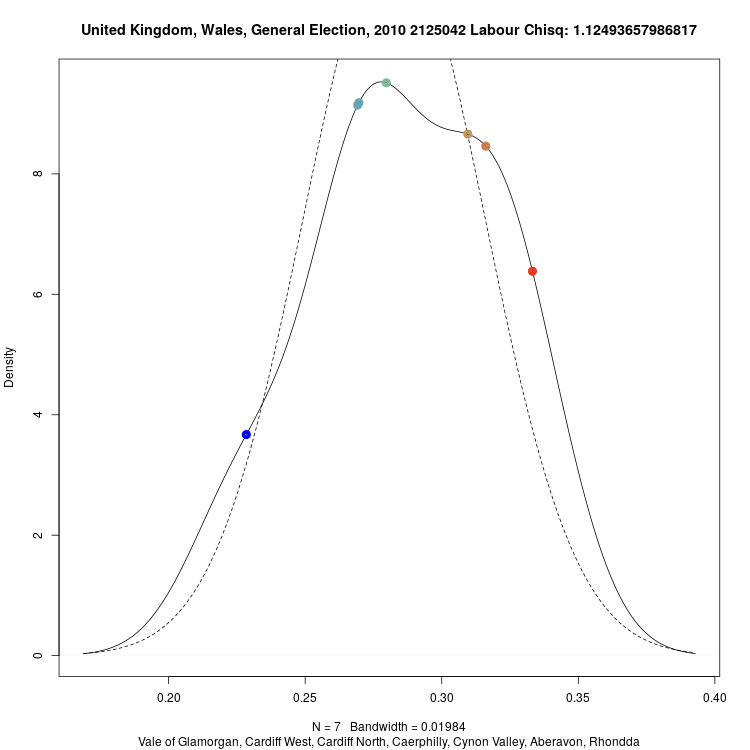 United Kingdom, Wales, General Election, 2010 2125042 Labour Chisq: 1.12493657986817
Density
8
6
4
2
0
0.20 0.25 0.30 0.35 0.40
N = 7 Bandwidth = 0.01984
Vale of Glamorgan, Cardiff West, Cardiff North, Caerphilly, Cynon Valley, Aberavon, Rhondda